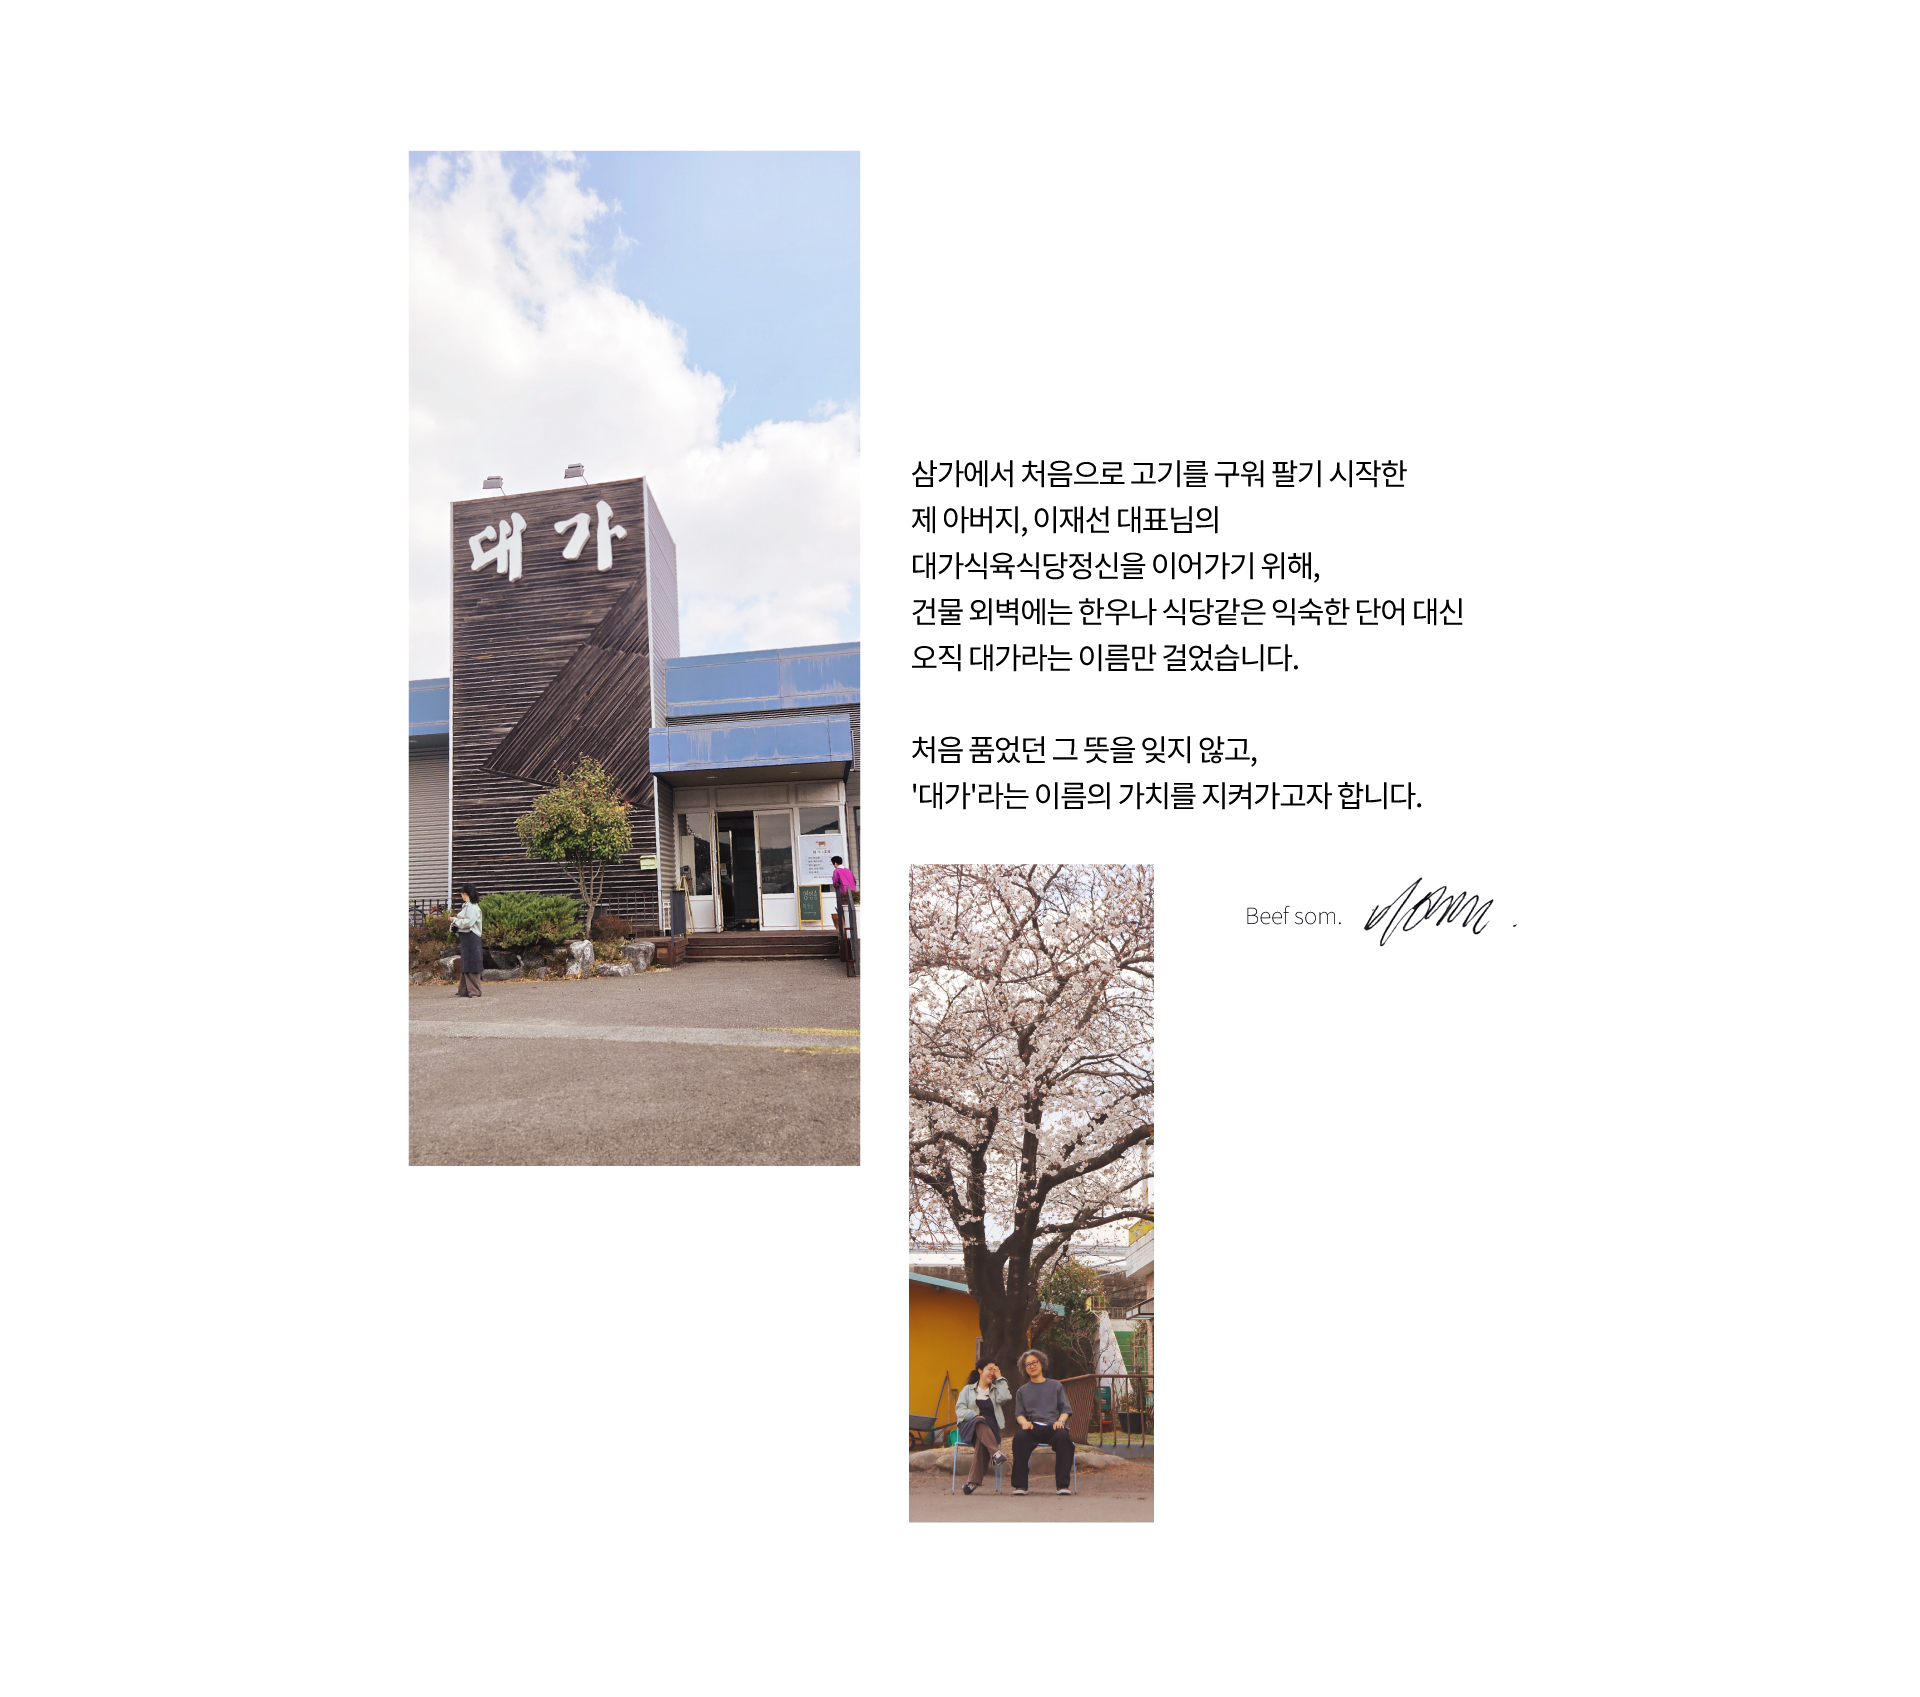 대가
삼가에서 처음으로 고기를 구워 팔기 시작한
제 아버지, 이재선 대표님의
대가식육식당정신을 이어가기 위해,
건물 외벽에는 한우나 식당같은 익숙한 단어 대신
오직 대가라는 이름만 걸었습니다.
처음 품었던 그 뜻을 잊지 않고,
'대가'라는 이름의 가치를 지켜가고자 합니다.
Beef som.